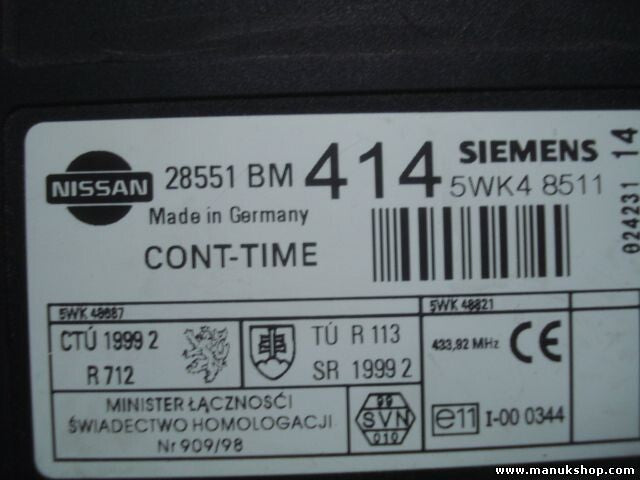 NISSAN 28551 BM 414 SIEMENS
5WK4 8511
Made in Germany
CONT-TIME
024231 14
5WK 48687
5WK 48821
CTÚ 1999 2
R 712
TÚ R 113
SR 1999 2
433,92 MHz CE
MINISTER ŁĄCZNOŚCI
ŚWIADECTWO HOMOLOGACJI
Nr 909/98
99
SVN
010
e11 I-00 0344
www.manukshop.com